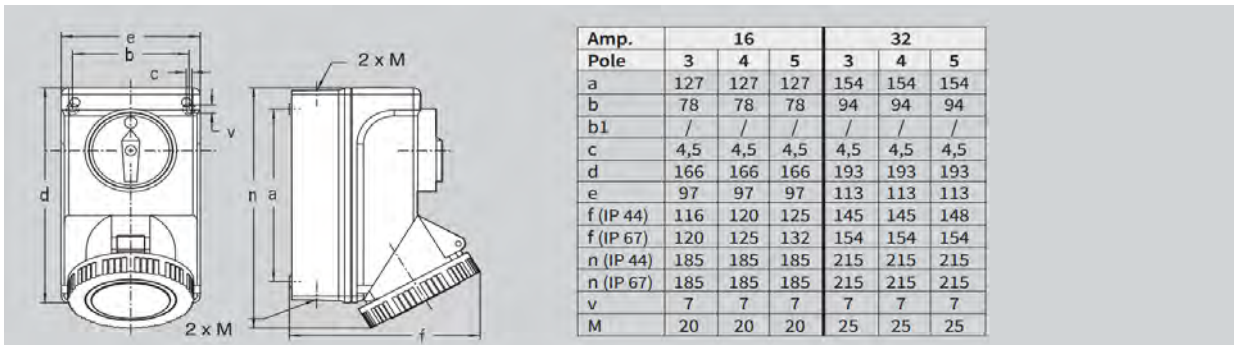 e
b
c
v
d
2 x M
n
a
2 x M
f
Amp. 16 32
Pole 3 4 5 3 4 5
a 127 127 127 154 154 154
b 78 78 78 94 94 94
b1 / / / / / /
c 4,5 4,5 4,5 4,5 4,5 4,5
d 166 166 166 193 193 193
e 97 97 97 113 113 113
f (IP 44) 116 120 125 145 145 148
f (IP 67) 120 125 132 154 154 154
n (IP 44) 185 185 185 215 215 215
n (IP 67) 185 185 185 215 215 215
v 7 7 7 7 7 7
M 20 20 20 25 25 25